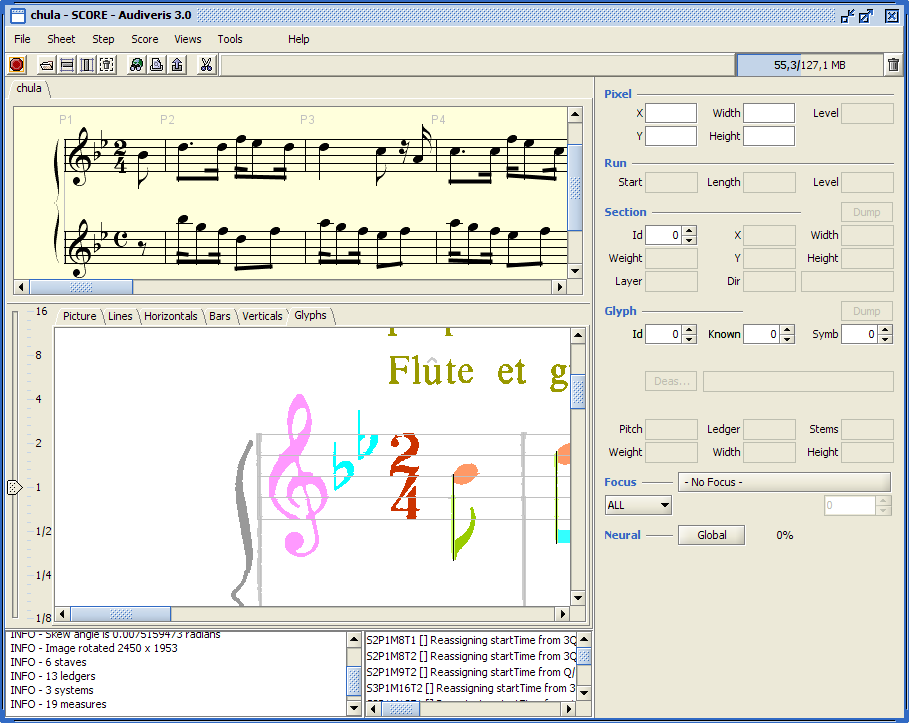 chula - SCORE - Audiveris 3.0
File Sheet Step Score Views Tools Help
55,3/127,1 MB
chula
P1 P2 P3 P4
16
8
4
2
1
1/2
1/4
1/8
Picture Lines Horizontals Bars Verticals Glyphs
Flûte et g
2
4
INFO - Skew angle is 0.0075159473 radians
INFO - Image rotated 2450 x 1953
INFO - 6 staves
INFO - 13 ledgers
INFO - 3 systems
INFO - 19 measures
S2P1M8T1 [] Reassigning startTime from 3Q
S2P1M8T2 [] Reassigning startTime from 3Q
S2P1M9T2 [] Reassigning startTime from Q/
S3P1M16T2 [] Reassigning startTime from 3
Pixel
X Width Level
Y Height
Run
Start Length Level
Section Dump
Id 0 X Width
Weight Y Height
Layer Dir
Glyph Dump
Id 0 Known 0 Symb 0
Deas...
Pitch Ledger Stems
Weight Width Height
Focus - No Focus -
ALL 0
Neural Global 0%